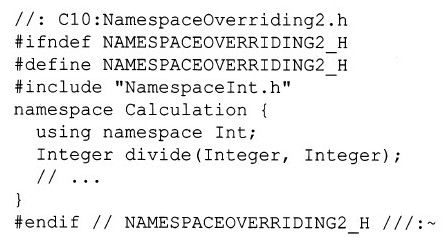 //: C10:NamespaceOverriding2.h
#ifndef NAMESPACEOVERRIDING2_H
#define NAMESPACEOVERRIDING2_H
#include "NamespaceInt.h"
namespace Calculation {
  using namespace Int;
  Integer divide(Integer, Integer);
  // ...
}
#endif // NAMESPACEOVERRIDING2_H ///:~